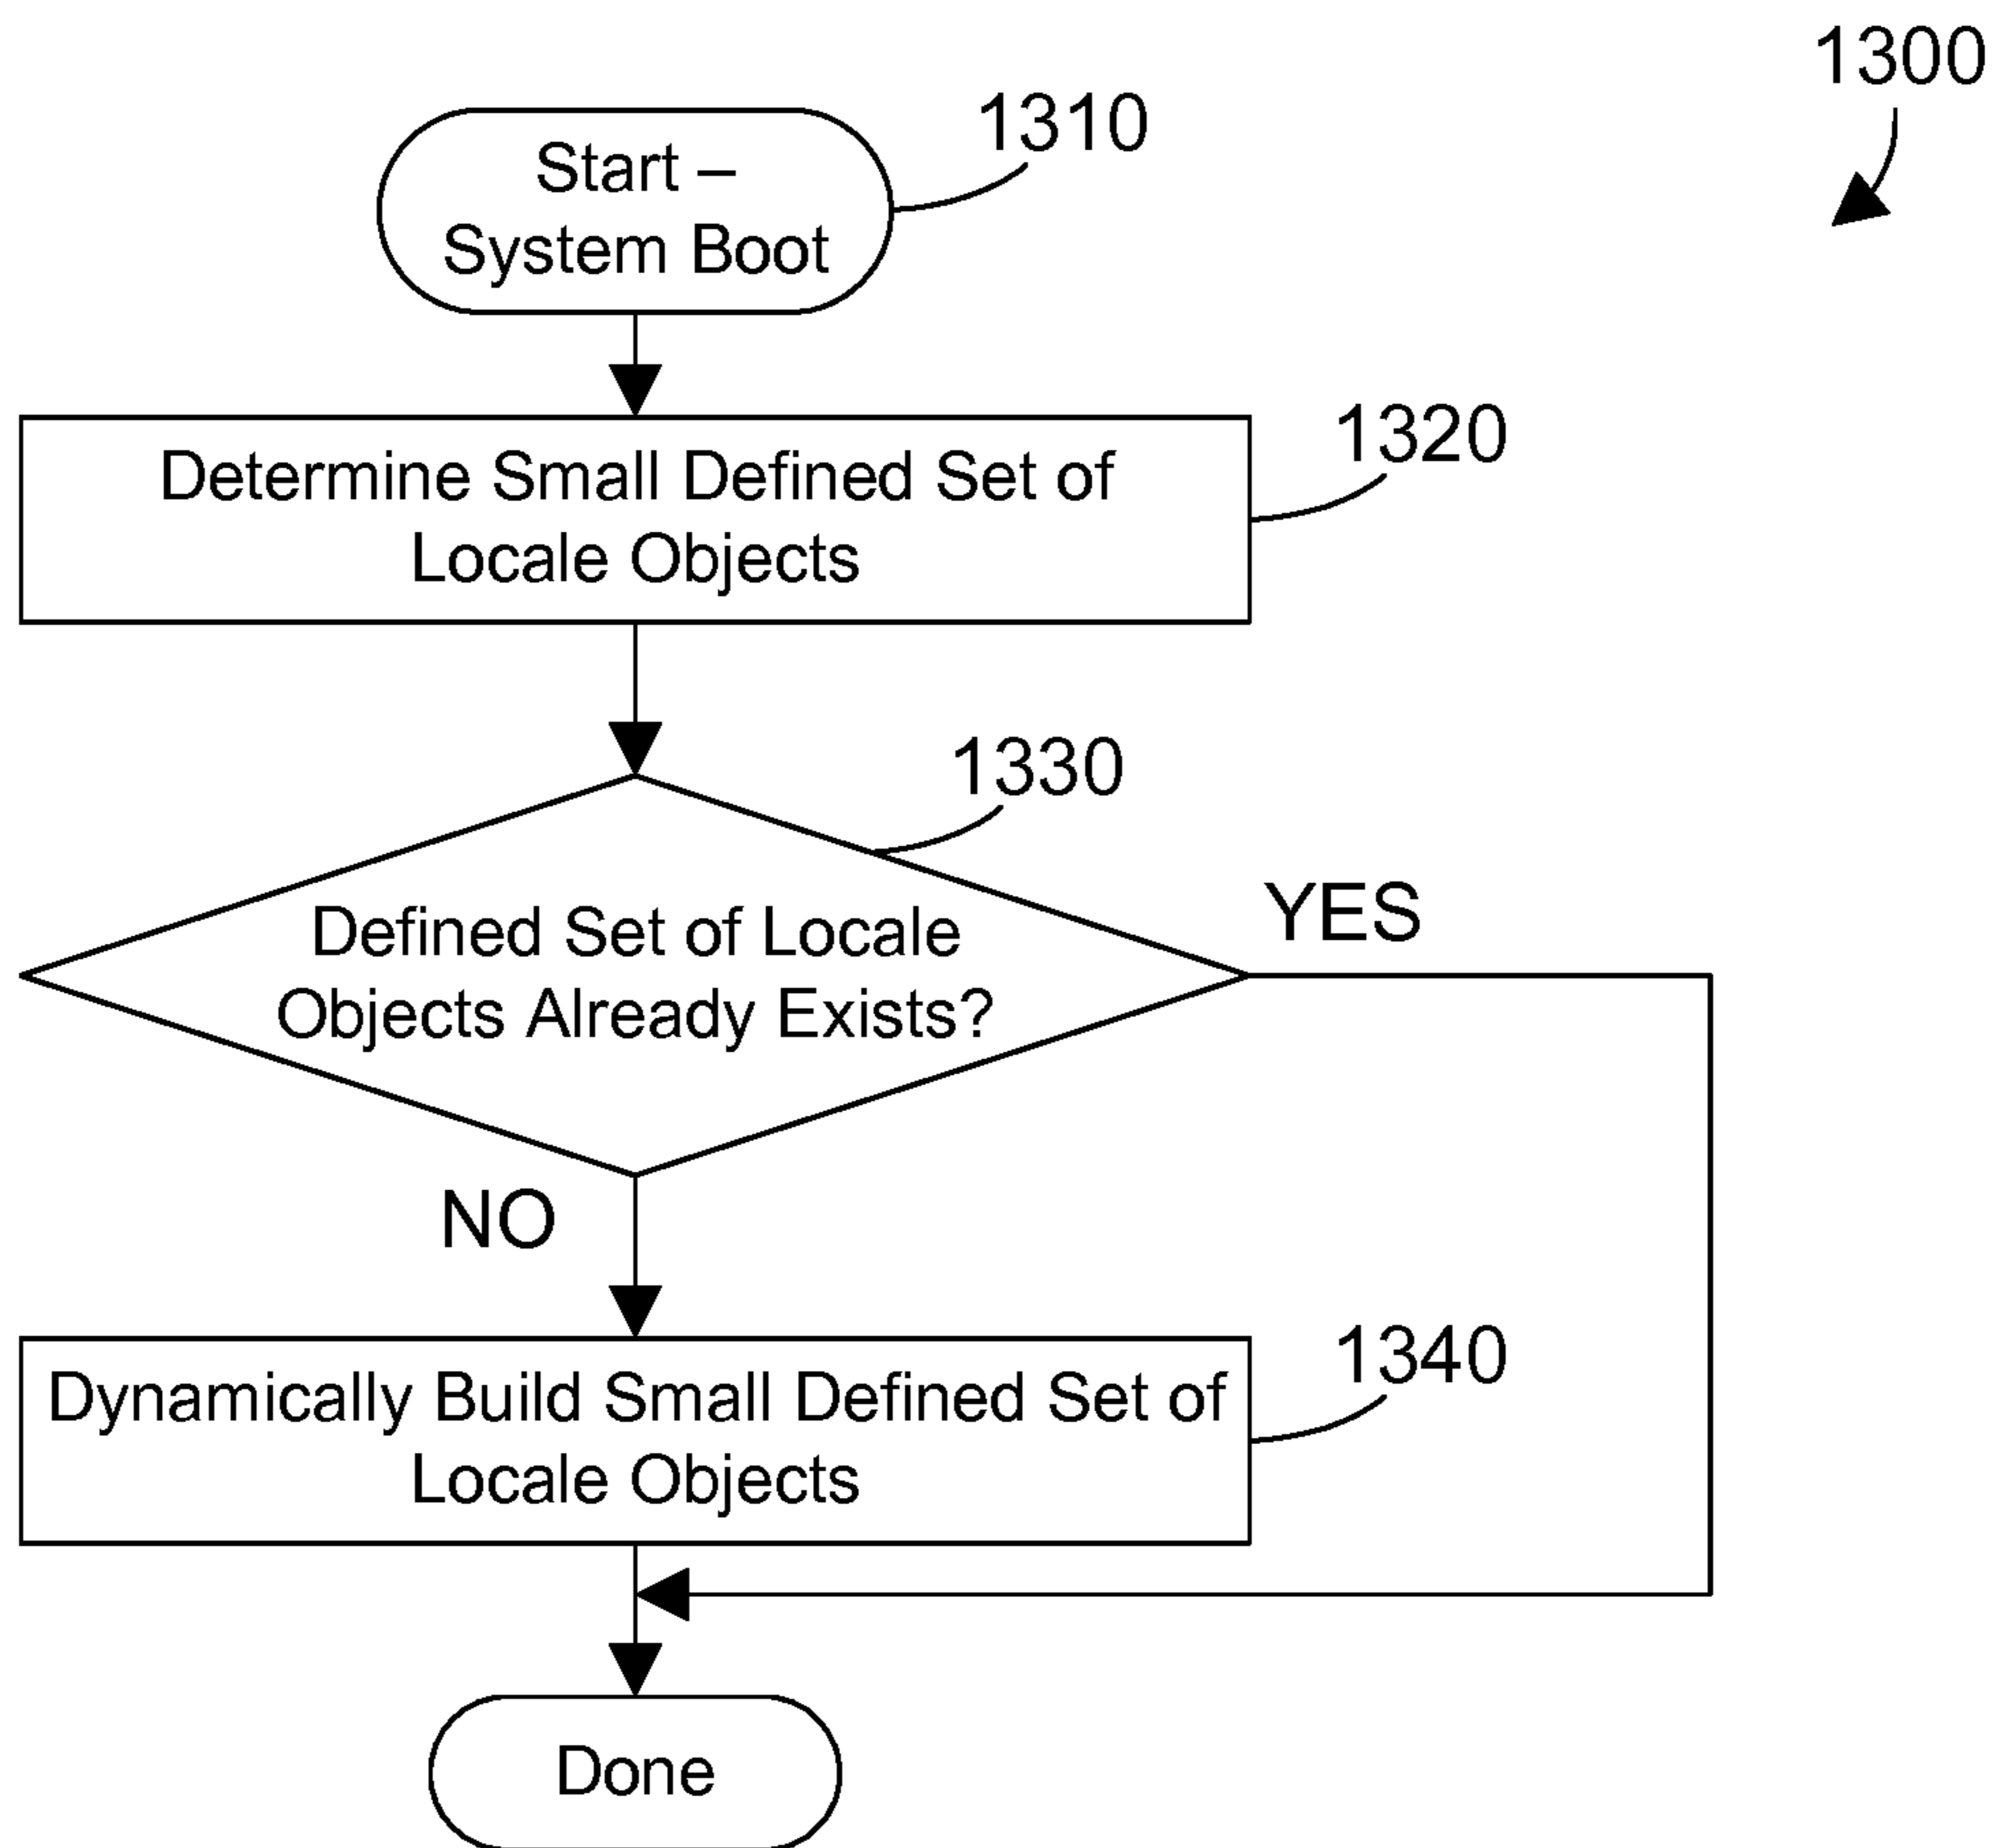 1300
1310
Start –
System Boot
1320
Determine Small Defined Set of
Locale Objects
1330
Defined Set of Locale
Objects Already Exists?
YES
NO
1340
Dynamically Build Small Defined Set of
Locale Objects
Done